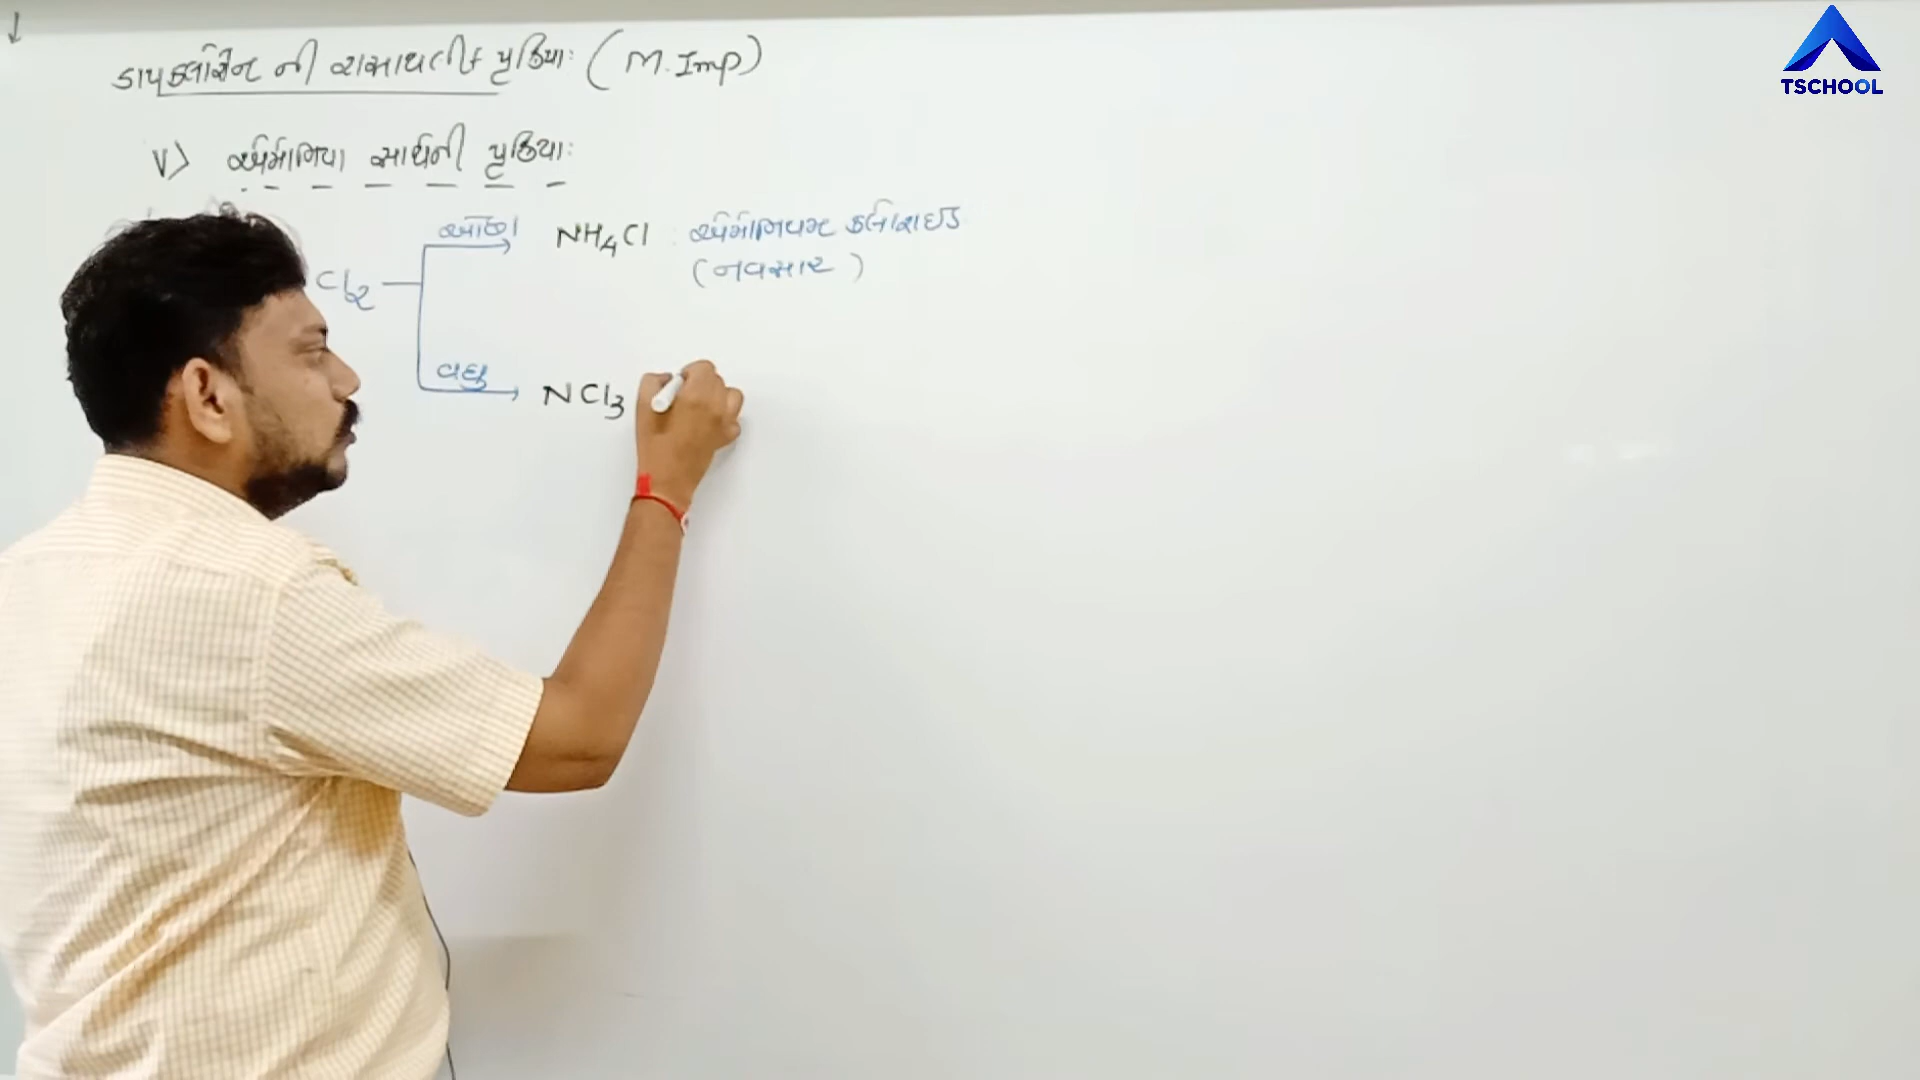 ડાયક્લોરિન ની રાસાયણીક પ્રક્રિયાઃ (M. Imp)
V> એમોનિયા સાથેની પ્રક્રિયાઃ
ઓછા NH4Cl : એમોનિયમ ક્લોરાઇડ
Cl2
(નવસાર)
વધુ NCl3
TSCHOOL